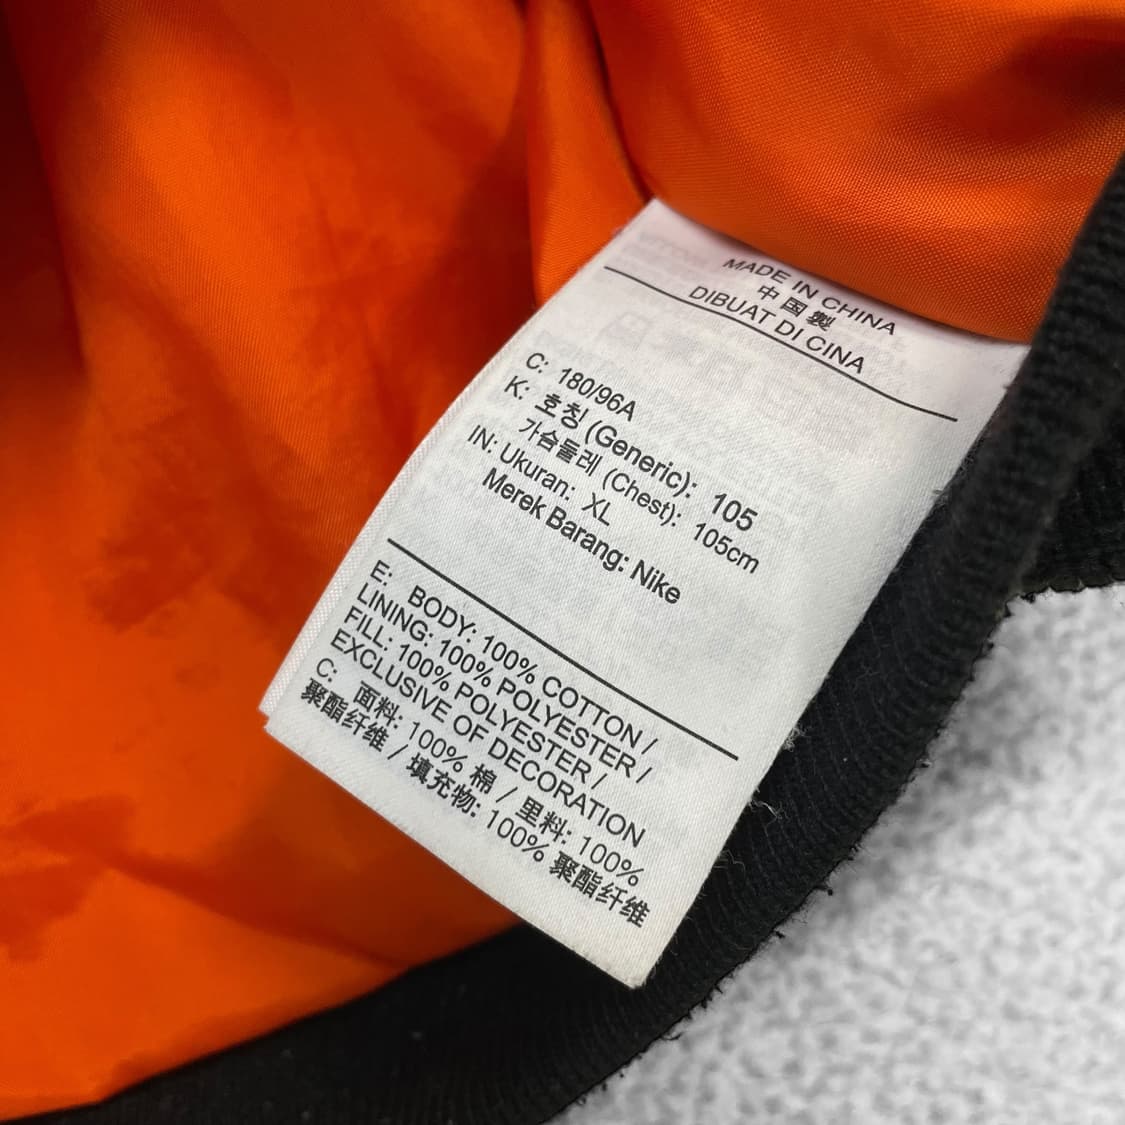 MADE IN CHINA
中国製
DIBUAT DI CINA
C: 180/96A
K: 호칭 (Generic): 105
가슴둘레 (Chest): 105cm
IN: Ukuran: XL
Merek Barang: Nike
E: BODY: 100% COTTON /
LINING: 100% POLYESTER /
FILL: 100% POLYESTER /
EXCLUSIVE OF DECORATION
C: 面料: 100% 棉 / 里料: 100%
聚酯纤维 / 填充物: 100% 聚酯纤维